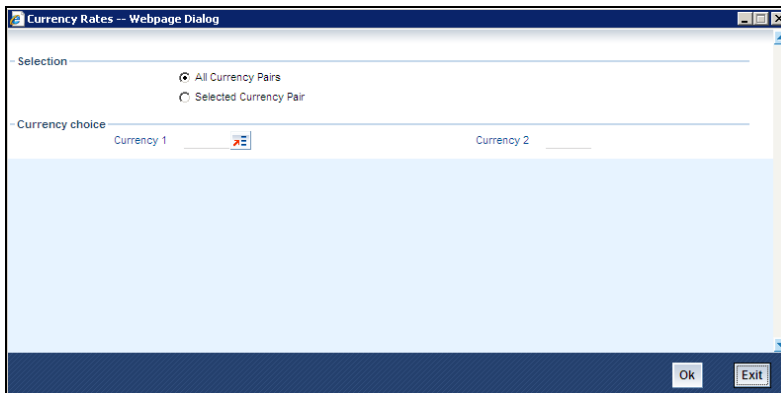 Currency Rates -- Webpage Dialog
Selection
All Currency Pairs
Selected Currency Pair
Currency choice
Currency 1 Currency 2
Ok Exit